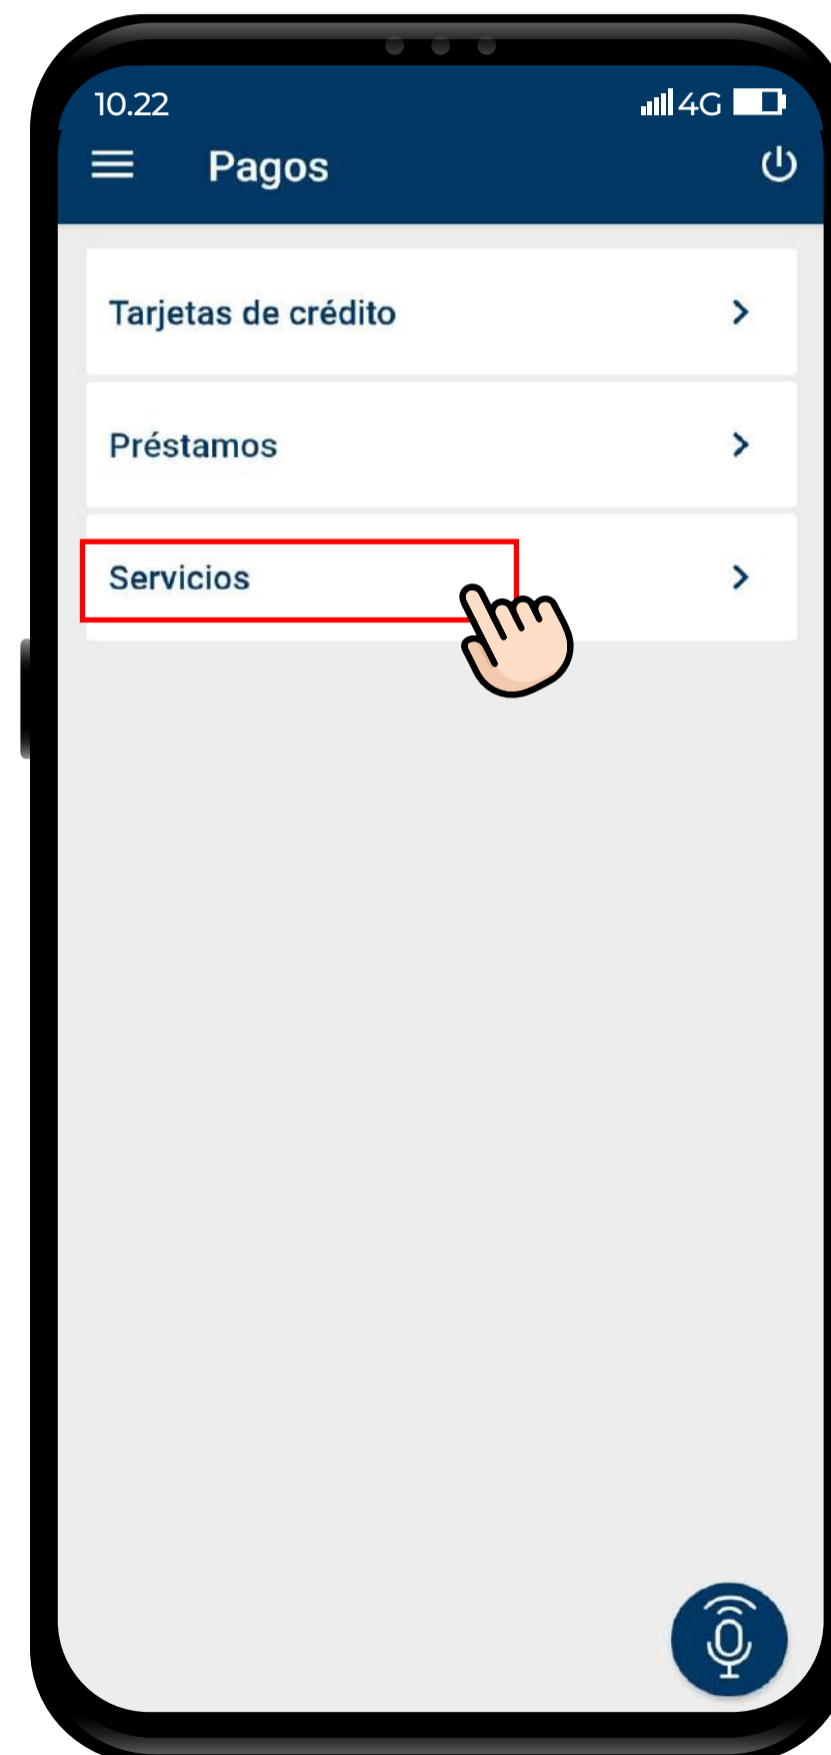 10.22 4G
Pagos
Tarjetas de crédito
Préstamos
Servicios